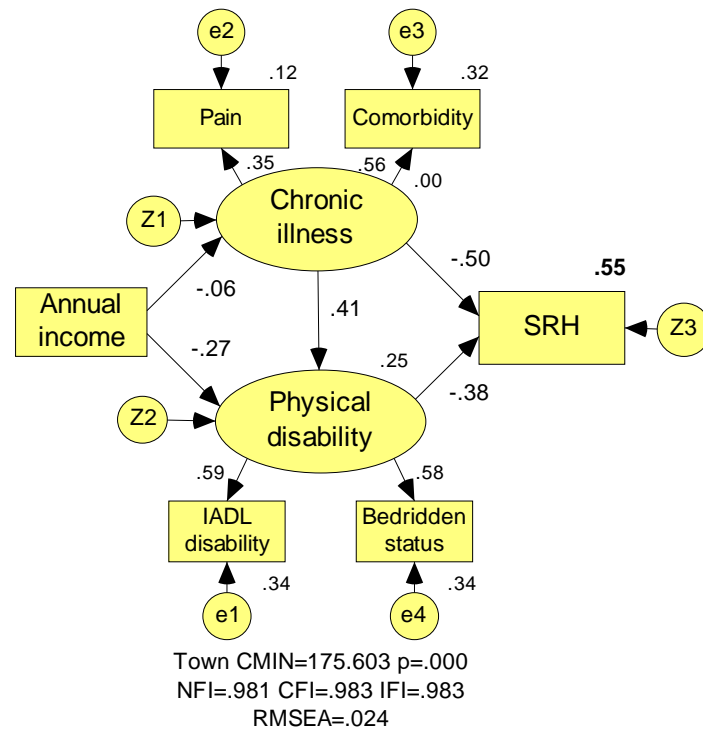 e2
e3
.12
.32
Pain
Comorbidity
.35
.56
.00
Chronic
illness
Z1
-.06
-.50
.55
Annual
income
.41
SRH
Z3
-.27
.25
-.38
Z2
Physical
disability
.59
.58
IADL
disability
Bedridden
status
.34
.34
e1
e4
Town CMIN=175.603 p=.000
NFI=.981 CFI=.983 IFI=.983
RMSEA=.024